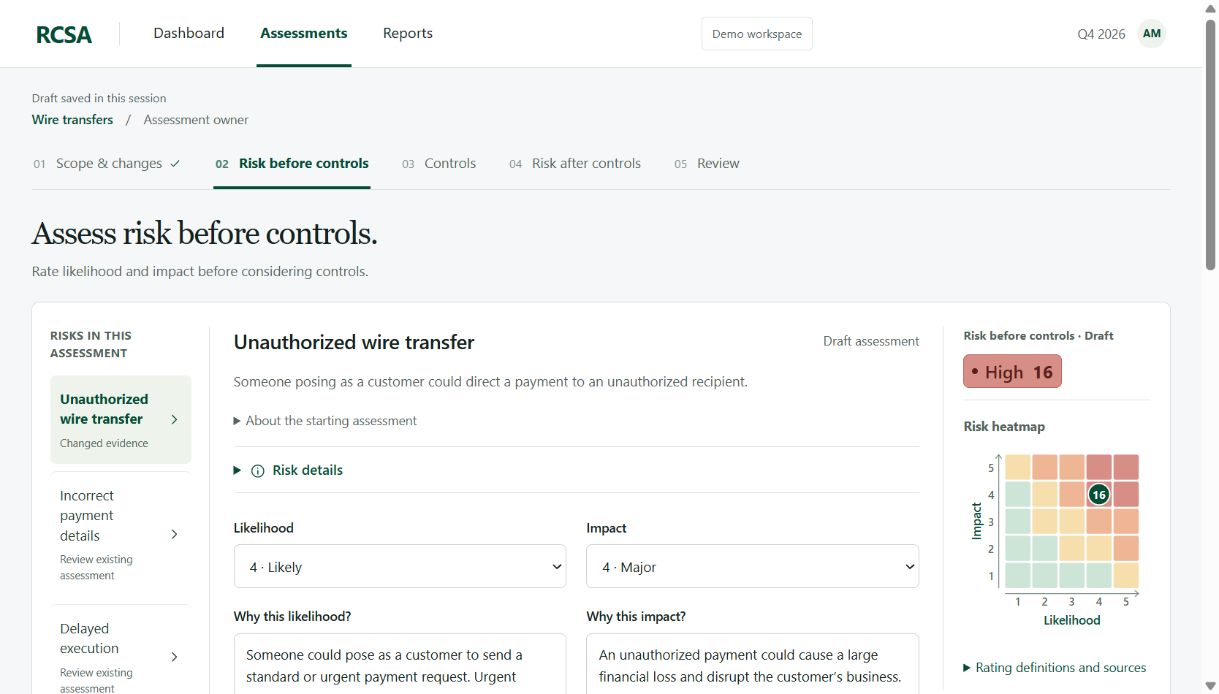 RCSA
Dashboard
Assessments
Reports
Demo workspace
Q4 2026
AM
Draft saved in this session
Wire transfers / Assessment owner
01 Scope & changes ✓
02 Risk before controls
03 Controls
04 Risk after controls
05 Review
Assess risk before controls.
Rate likelihood and impact before considering controls.
RISKS IN THIS
ASSESSMENT
Unauthorized
wire transfer
Changed evidence
Incorrect
payment
details
Review existing
assessment
Delayed
execution
Review existing
assessment
Unauthorized wire transfer
Draft assessment
Someone posing as a customer could direct a payment to an unauthorized recipient.
About the starting assessment
Risk details
Likelihood
4 · Likely
Impact
4 · Major
Why this likelihood?
Someone could pose as a customer to send a
standard or urgent payment request. Urgent
Why this impact?
An unauthorized payment could cause a large
financial loss and disrupt the customer's business.
Risk before controls · Draft
• High 16
Risk heatmap
Impact
5
4
3
2
1
16
1 2 3 4 5
Likelihood
Rating definitions and sources